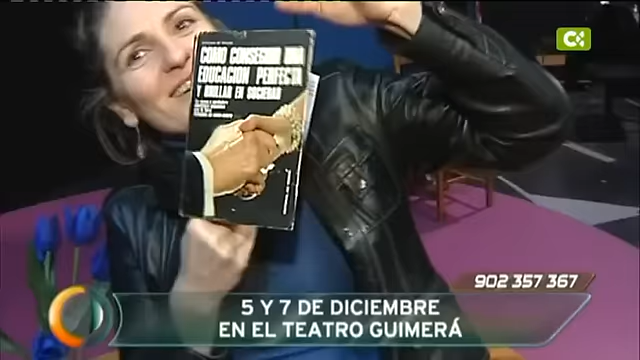 COMO CONSEGUIR UNA
EDUCACION PERFECTA
Y BRILLAR EN SOCIEDAD
902 357 367
5 Y 7 DE DICIEMBRE
EN EL TEATRO GUIMERÁ